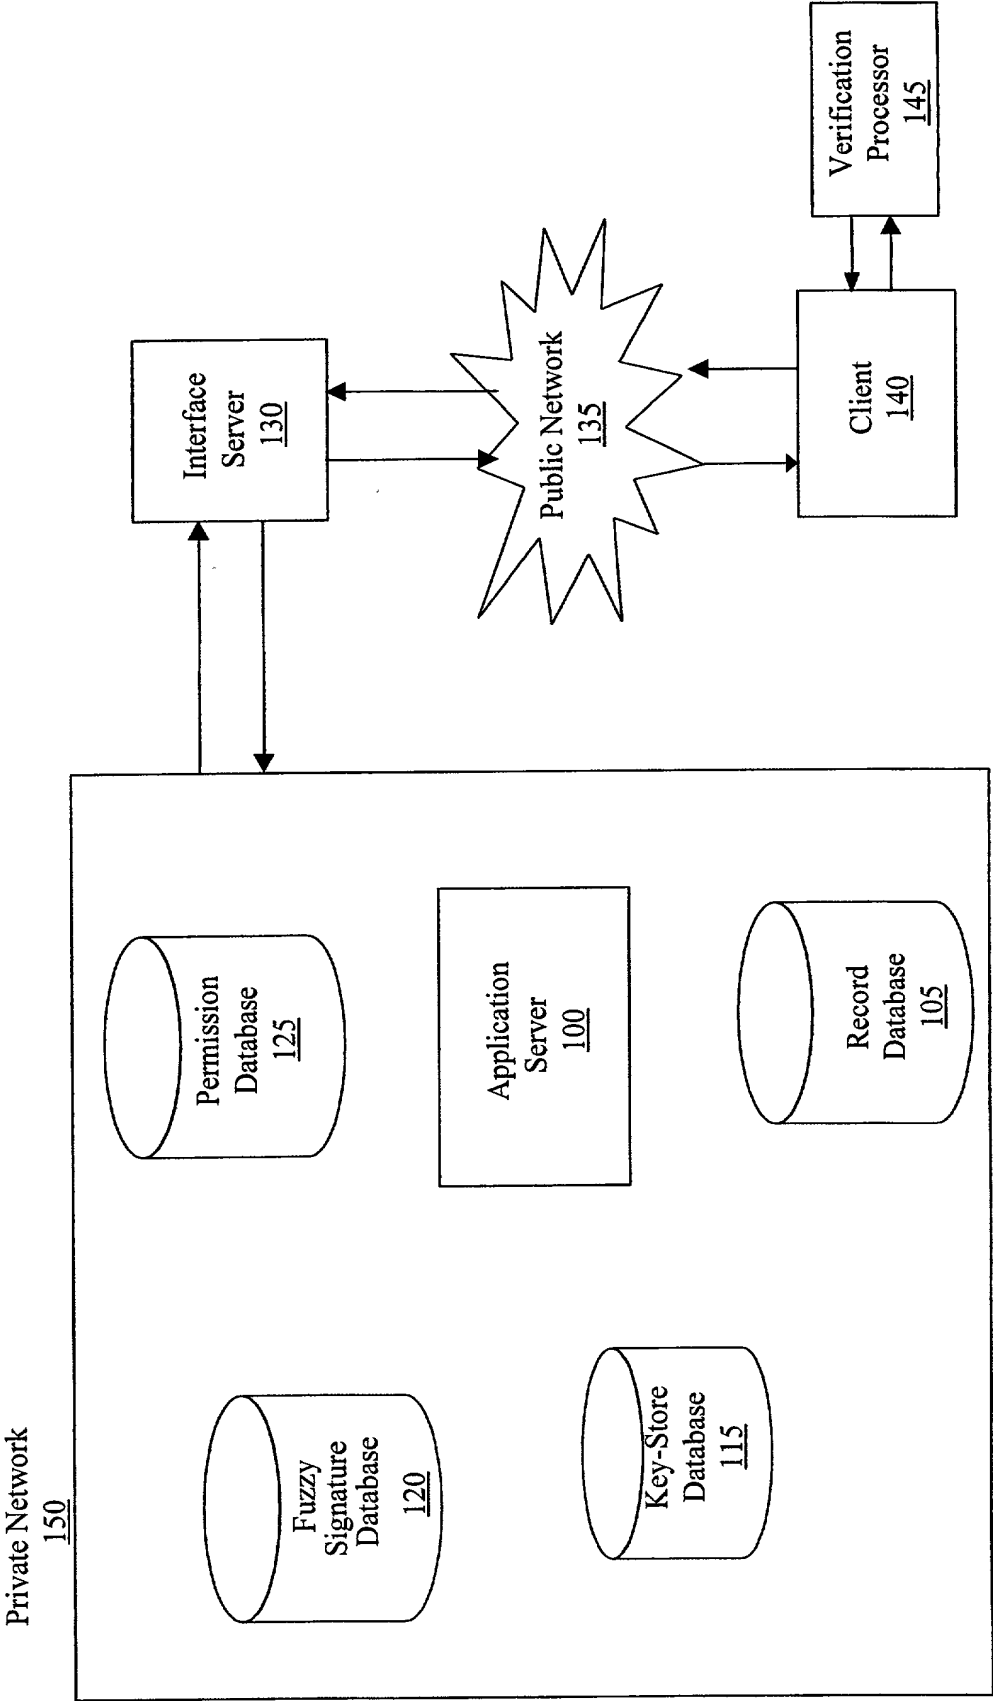 Private Network
150
Fuzzy
Signature
Database
120
Key-Store
Database
115
Permission
Database
125
Application
Server
100
Record
Database
105
Interface
Server
130
Public Network
135
Client
140
Verification
Processor
145